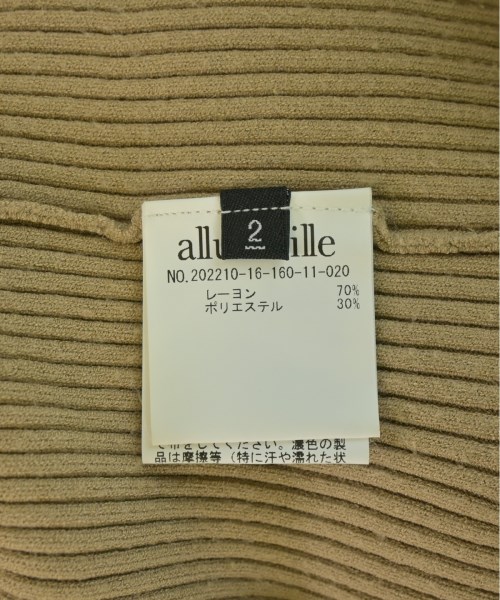 2
allu ille
NO.202210-16-160-11-020
レーヨン 70%
ポリエステル 30%
てください。濃色の製
品は摩擦等（特に汗や濡れた状